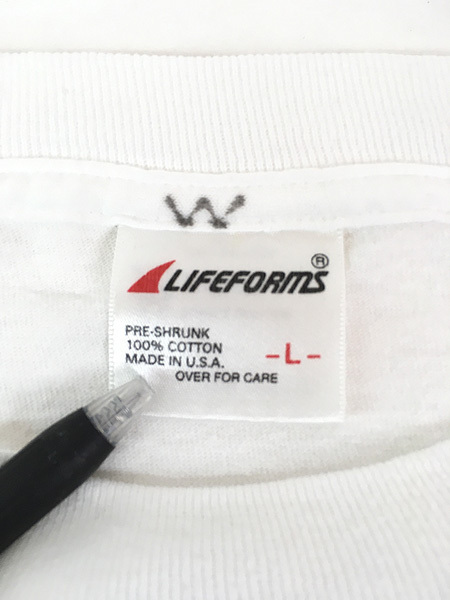 W
LIFEFORMS®
PRE-SHRUNK
100% COTTON
MADE IN U.S.A.
-L-
OVER FOR CARE